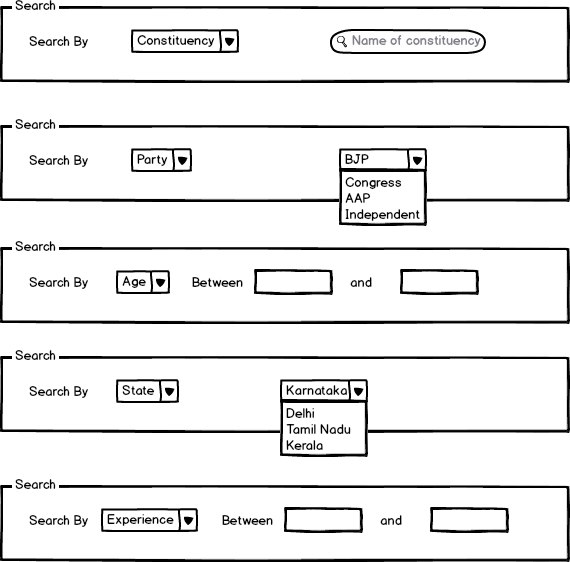 Search
Search By Constituency Name of constituency
Search
Search By Party BJP
Congress
AAP
Independent
Search
Search By Age Between and
Search
Search By State Karnataka
Delhi
Tamil Nadu
Kerala
Search
Search By Experience Between and